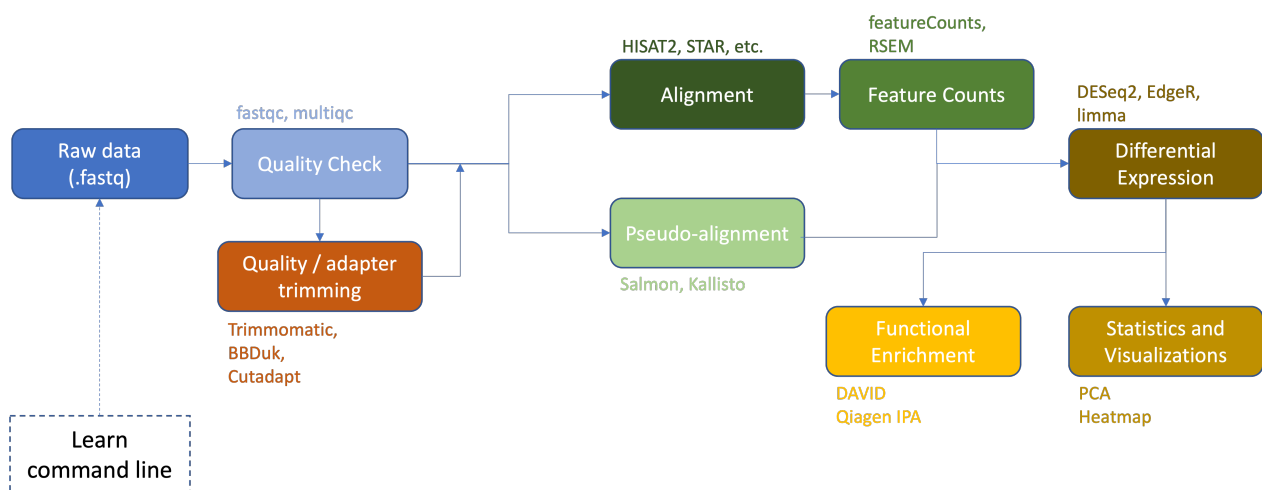 HISAT2, STAR, etc.
featureCounts,
RSEM
Alignment
Feature Counts
fastqc, multiqc
DESeq2, EdgeR,
limma
Raw data
(.fastq)
Quality Check
Differential
Expression
Pseudo-alignment
Quality / adapter
trimming
Salmon, Kallisto
Trimmomatic,
BBDuk,
Cutadapt
Functional
Enrichment
Statistics and
Visualizations
DAVID
Qiagen IPA
PCA
Heatmap
Learn
command line